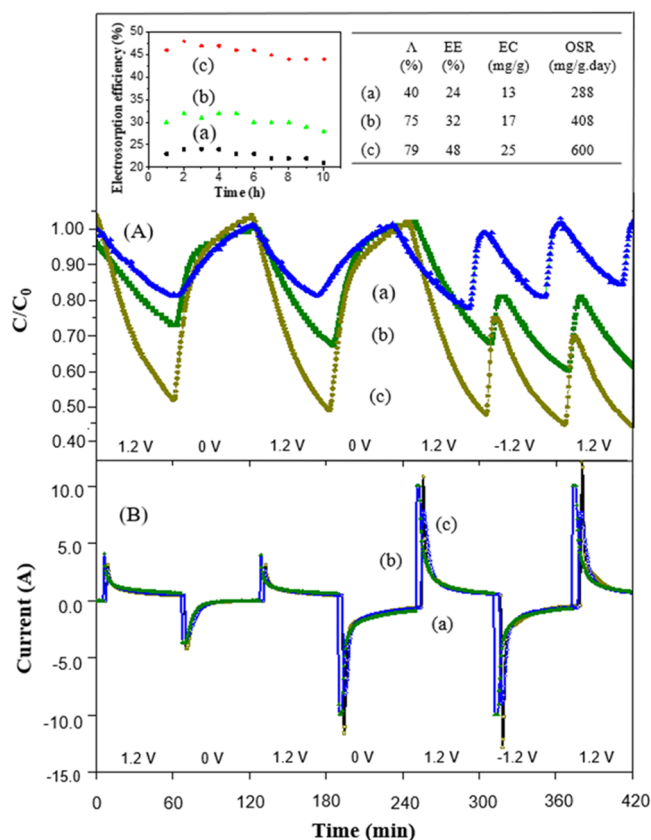 50
45
40
35
30
25
20
Electrosorption efficiency (%)
(c)
(b)
(a)
0 2 4 6 8 10
Time (h)
Λ EE EC OSR
(%) (%) (mg/g) (mg/g.day)
(a) 40 24 13 288
(b) 75 32 17 408
(c) 79 48 25 600
(A)
1.00
0.90
0.80
0.70
0.60
0.50
0.40
C/C0
(a)
(b)
(c)
1.2 V 0 V 1.2 V 0 V 1.2 V -1.2 V 1.2 V
(B)
10.0
5.0
0.0
-5.0
-10.0
-15.0
Current (A)
(c)
(b)
(a)
1.2 V 0 V 1.2 V 0 V 1.2 V -1.2 V 1.2 V
0 60 120 180 240 300 360 420
Time (min)